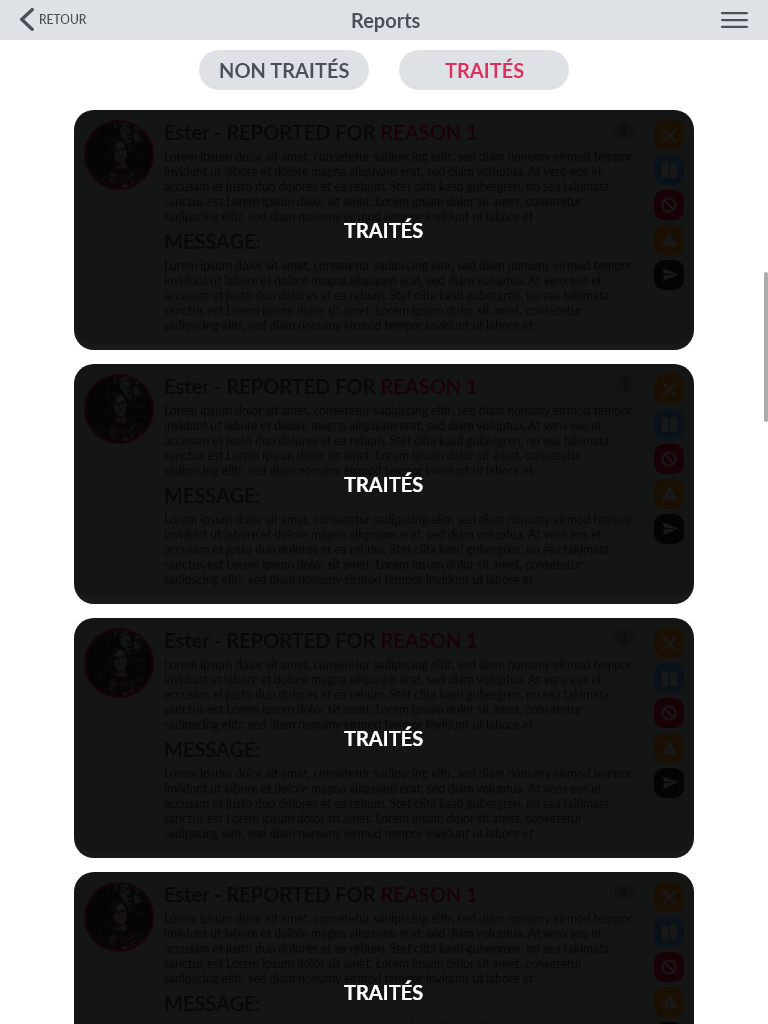 RETOUR
Reports
NON TRAITÉS
TRAITÉS
Ester - REPORTED FOR REASON 1
Lorem ipsum dolor sit amet, consetetur sadipscing elitr, sed diam nonumy eirmod tempor
invidunt ut labore et dolore magna aliquyam erat, sed diam voluptua. At vero eos et
accusam et justo duo dolores et ea rebum. Stet clita kasd gubergren, no sea takimata
sanctus est Lorem ipsum dolor sit amet. Lorem ipsum dolor sit amet, consetetur
sadipscing elitr, sed diam nonumy eirmod tempor invidunt ut labore et
TRAITÉS
MESSAGE:
Lorem ipsum dolor sit amet, consetetur sadipscing elitr, sed diam nonumy eirmod tempor
invidunt ut labore et dolore magna aliquyam erat, sed diam voluptua. At vero eos et
accusam et justo duo dolores et ea rebum. Stet clita kasd gubergren, no sea takimata
sanctus est Lorem ipsum dolor sit amet. Lorem ipsum dolor sit amet, consetetur
sadipscing elitr, sed diam nonumy eirmod tempor invidunt ut labore et
Ester - REPORTED FOR REASON 1
Lorem ipsum dolor sit amet, consetetur sadipscing elitr, sed diam nonumy eirmod tempor
invidunt ut labore et dolore magna aliquyam erat, sed diam voluptua. At vero eos et
accusam et justo duo dolores et ea rebum. Stet clita kasd gubergren, no sea takimata
sanctus est Lorem ipsum dolor sit amet. Lorem ipsum dolor sit amet, consetetur
sadipscing elitr, sed diam nonumy eirmod tempor invidunt ut labore et
TRAITÉS
MESSAGE:
Lorem ipsum dolor sit amet, consetetur sadipscing elitr, sed diam nonumy eirmod tempor
invidunt ut labore et dolore magna aliquyam erat, sed diam voluptua. At vero eos et
accusam et justo duo dolores et ea rebum. Stet clita kasd gubergren, no sea takimata
sanctus est Lorem ipsum dolor sit amet. Lorem ipsum dolor sit amet, consetetur
sadipscing elitr, sed diam nonumy eirmod tempor invidunt ut labore et
Ester - REPORTED FOR REASON 1
Lorem ipsum dolor sit amet, consetetur sadipscing elitr, sed diam nonumy eirmod tempor
invidunt ut labore et dolore magna aliquyam erat, sed diam voluptua. At vero eos et
accusam et justo duo dolores et ea rebum. Stet clita kasd gubergren, no sea takimata
sanctus est Lorem ipsum dolor sit amet. Lorem ipsum dolor sit amet, consetetur
sadipscing elitr, sed diam nonumy eirmod tempor invidunt ut labore et
TRAITÉS
MESSAGE:
Lorem ipsum dolor sit amet, consetetur sadipscing elitr, sed diam nonumy eirmod tempor
invidunt ut labore et dolore magna aliquyam erat, sed diam voluptua. At vero eos et
accusam et justo duo dolores et ea rebum. Stet clita kasd gubergren, no sea takimata
sanctus est Lorem ipsum dolor sit amet. Lorem ipsum dolor sit amet, consetetur
sadipscing elitr, sed diam nonumy eirmod tempor invidunt ut labore et
Ester - REPORTED FOR REASON 1
Lorem ipsum dolor sit amet, consetetur sadipscing elitr, sed diam nonumy eirmod tempor
invidunt ut labore et dolore magna aliquyam erat, sed diam voluptua. At vero eos et
accusam et justo duo dolores et ea rebum. Stet clita kasd gubergren, no sea takimata
sanctus est Lorem ipsum dolor sit amet. Lorem ipsum dolor sit amet, consetetur
sadipscing elitr, sed diam nonumy eirmod tempor invidunt ut labore et
TRAITÉS
MESSAGE: